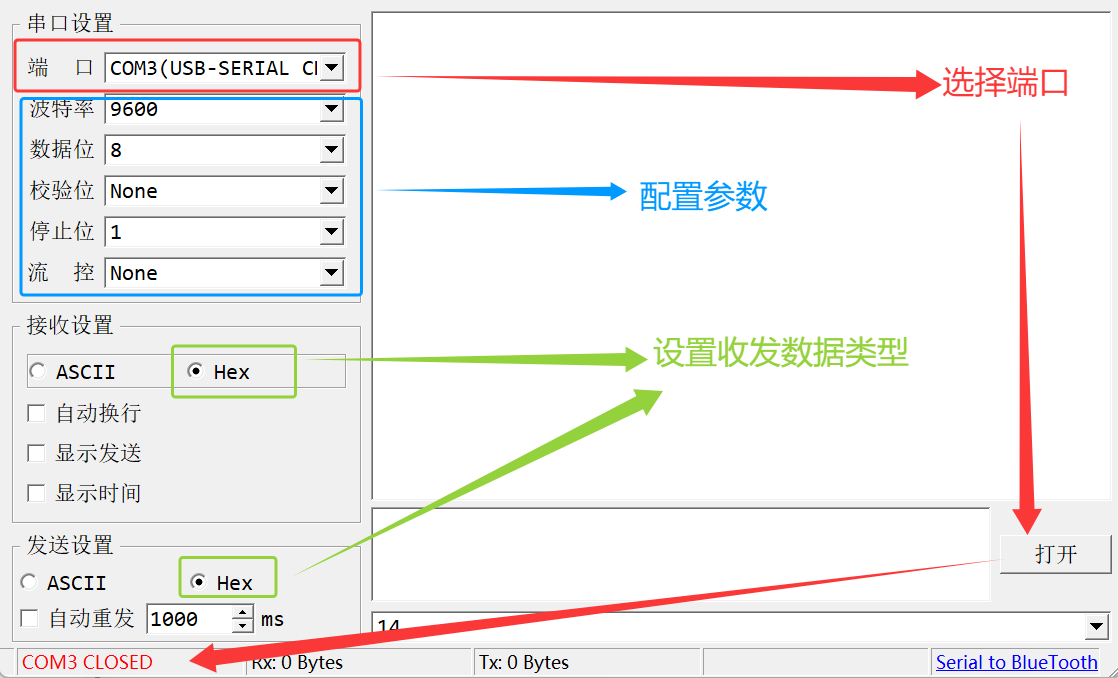 串口设置
端 口 COM3(USB-SERIAL CH
选择端口
波特率 9600
数据位 8
校验位 None
配置参数
停止位 1
流 控 None
接收设置
ASCII Hex
设置收发数据类型
自动换行
显示发送
显示时间
发送设置
ASCII Hex
打开
自动重发 1000 ms
14
COM3 CLOSED Rx: 0 Bytes Tx: 0 Bytes Serial to BlueTooth